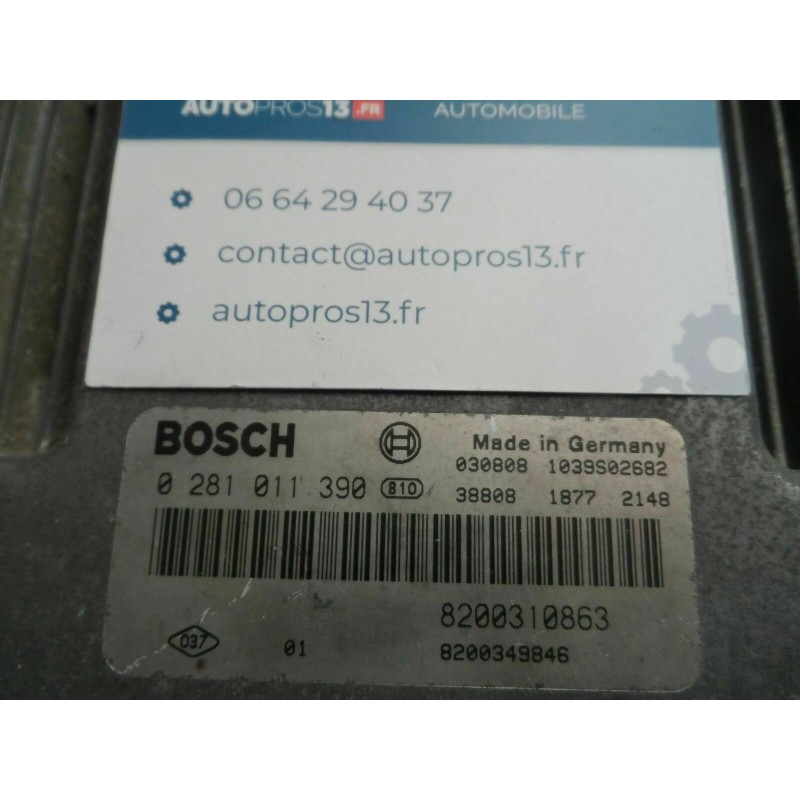 AUTOPROS13.FR AUTOMOBILE
06 64 29 40 37
contact@autopros13.fr
autopros13.fr
BOSCH Made in Germany
030808 1039S02682
0 281 011 390 810 38808 1877 2148
8200310863
037 01 8200349846